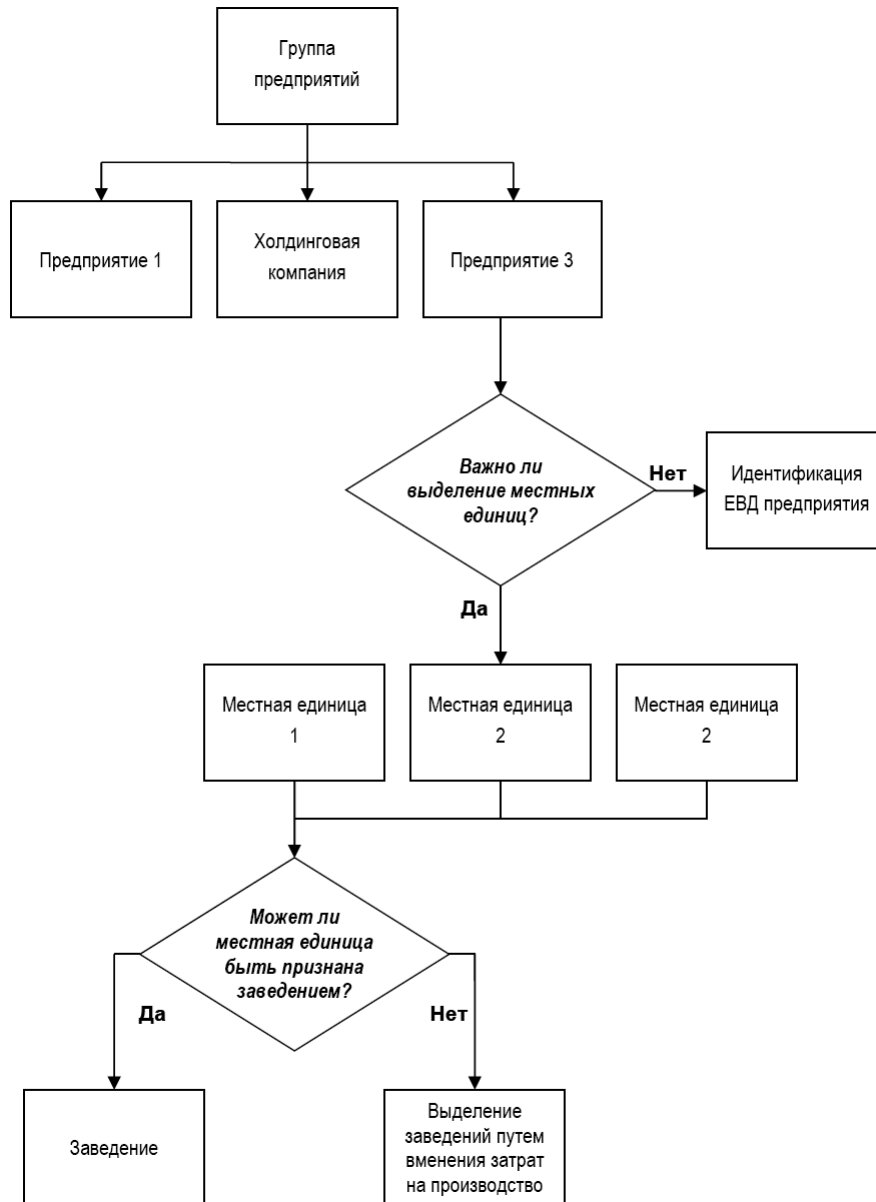 Группа
предприятий
Предприятие 1
Холдинговая
компания
Предприятие 3
Важно ли
выделение местных
единиц?
Нет
Идентификация
ЕВД предприятия
Да
Местная единица
1
Местная единица
2
Местная единица
2
Может ли
местная единица
быть признана
заведением?
Да
Нет
Заведение
Выделение
заведений путем
вменения затрат
на производство